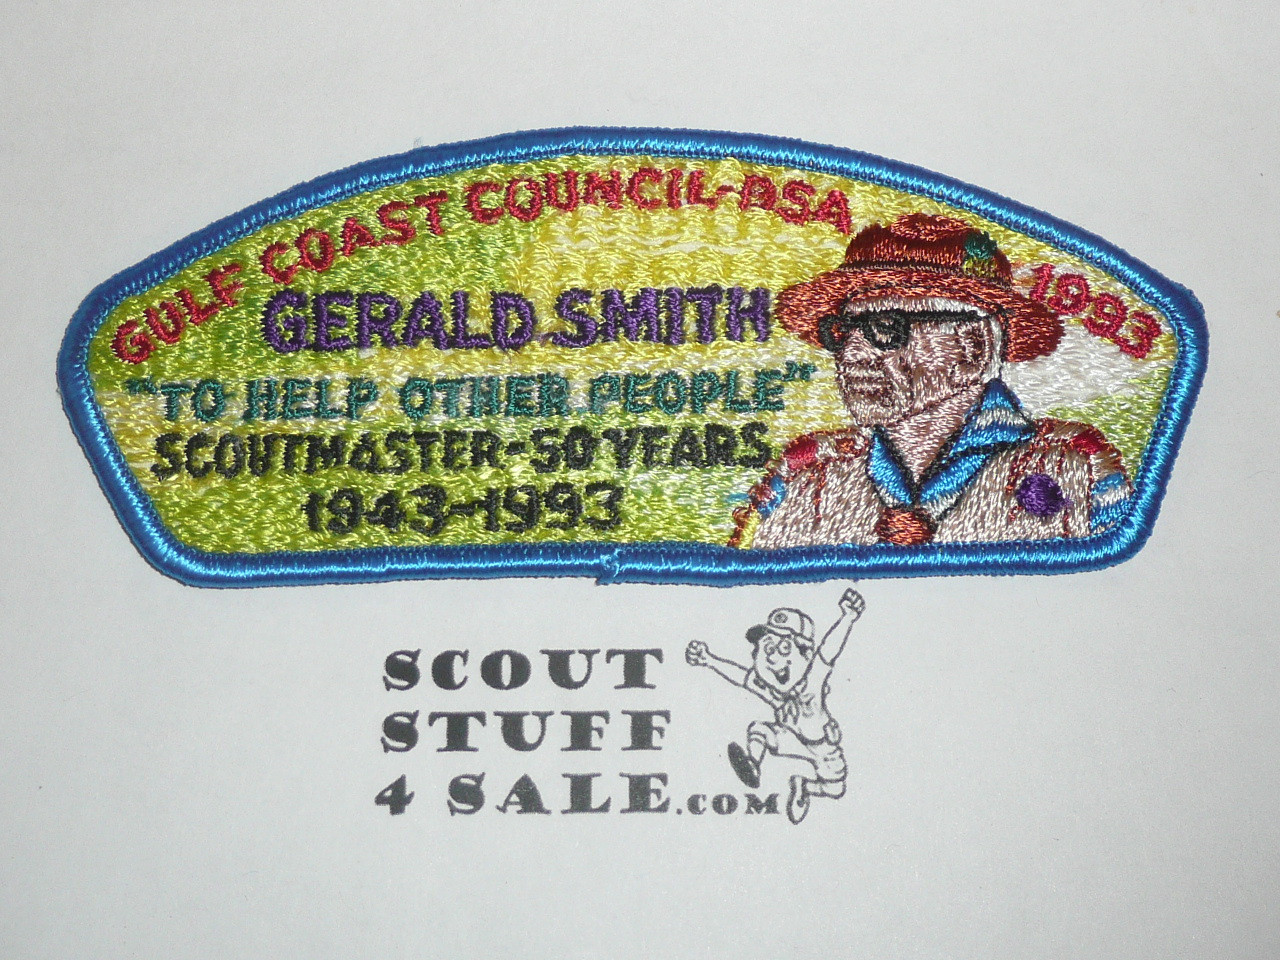 GULF COAST COUNCIL-BSA 1993
GERALD SMITH
"TO HELP OTHER PEOPLE"
SCOUTMASTER-50 YEARS
1943-1993
SCOUT
STUFF
4 SALE.COM